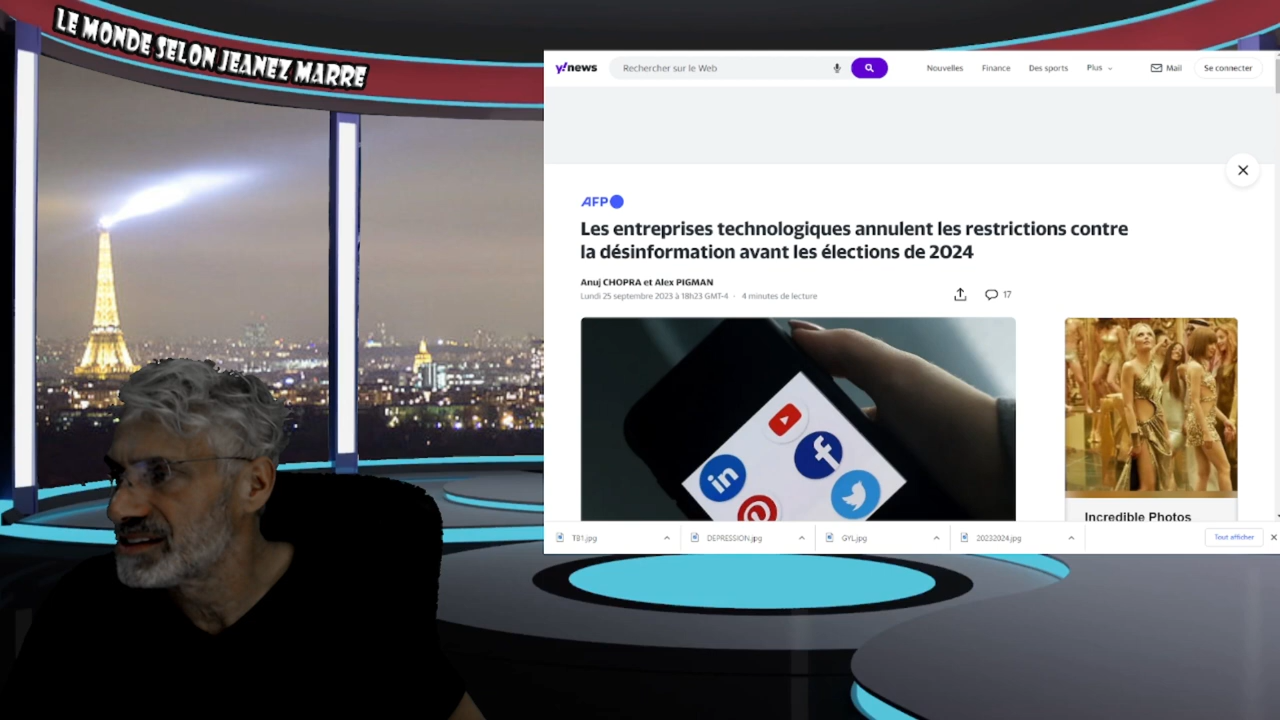 LE MONDE SELON JEANEZ MARRE
y!news
Rechercher sur le Web
Nouvelles
Finance
Des sports
Plus
Mail
Se connecter
AFP
Les entreprises technologiques annulent les restrictions contre
la désinformation avant les élections de 2024
Anuj CHOPRA et Alex PIGMAN
Lundi 25 septembre 2023 à 18h23 GMT-4 · 4 minutes de lecture
17
in
f
Incredible Photos
TB1.jpg
DEPRESSION.jpg
GYL.jpg
20232024.jpg
Tout afficher